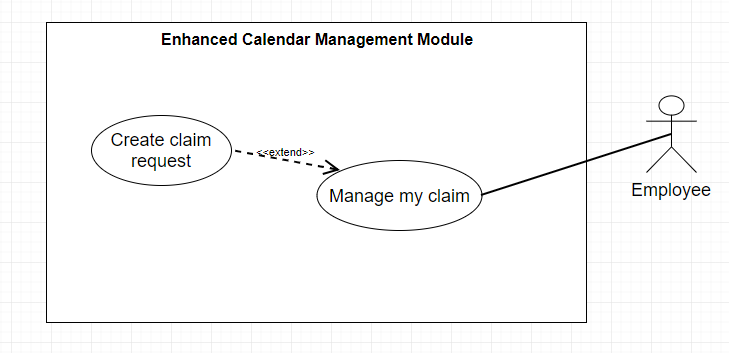 Enhanced Calendar Management Module
Create claim
request
<<extend>>
Manage my claim
Employee